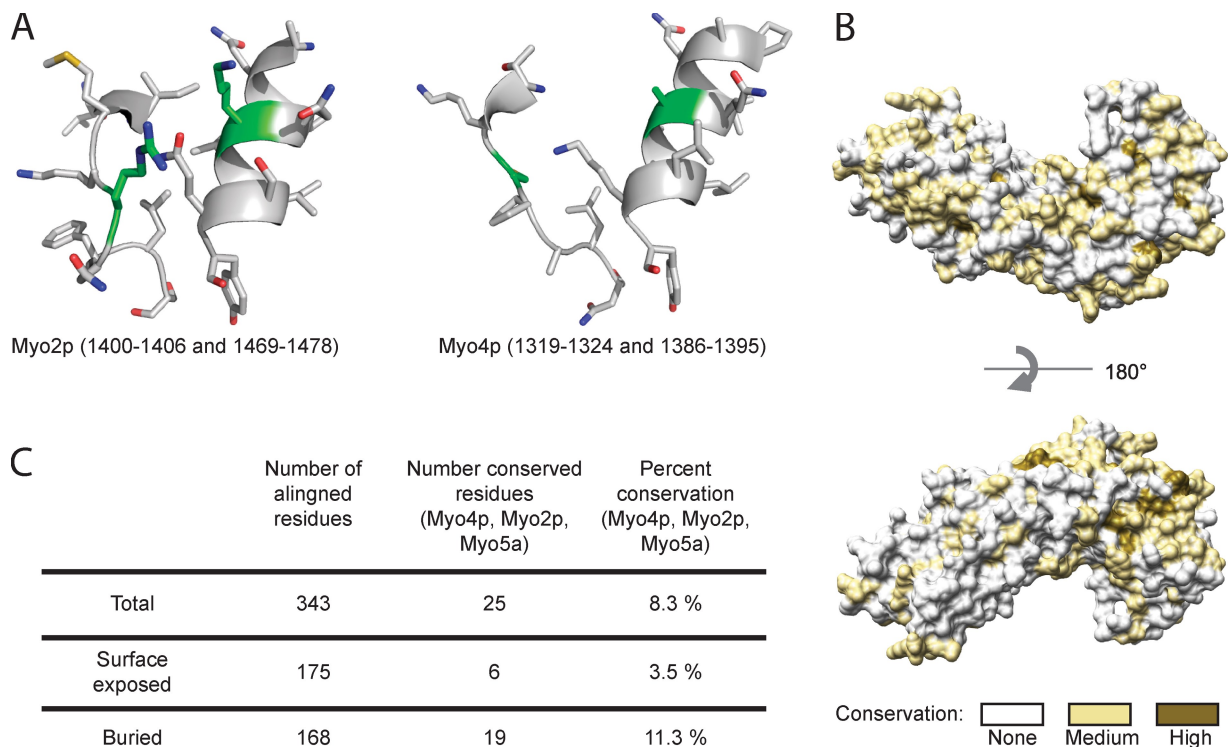 A
B
Myo2p (1400-1406 and 1469-1478)
Myo4p (1319-1324 and 1386-1395)
180°
C
Number of
alingned
residues
Number conserved
residues
(Myo4p, Myo2p,
Myo5a)
Percent
conservation
(Myo4p, Myo2p,
Myo5a)
Total
343
25
8.3 %
Surface
exposed
175
6
3.5 %
Buried
168
19
11.3 %
Conservation:
None
Medium
High